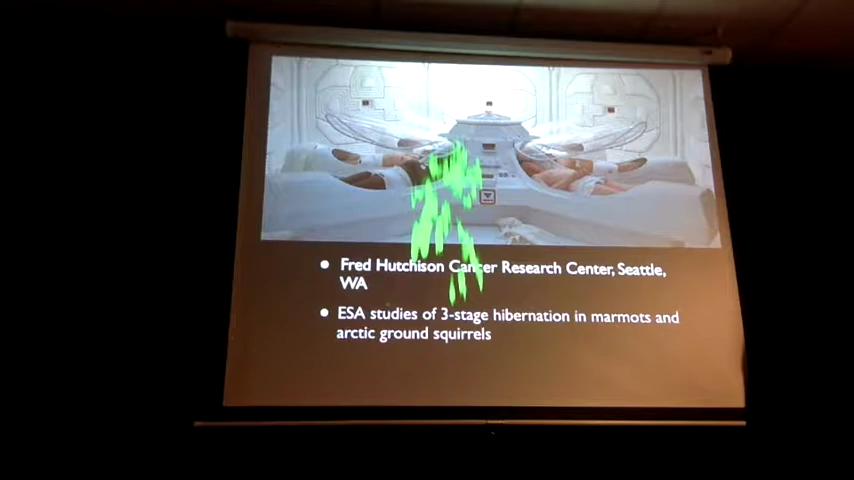 Fred Hutchison Cancer Research Center, Seattle,
WA
ESA studies of 3-stage hibernation in marmots and
arctic ground squirrels